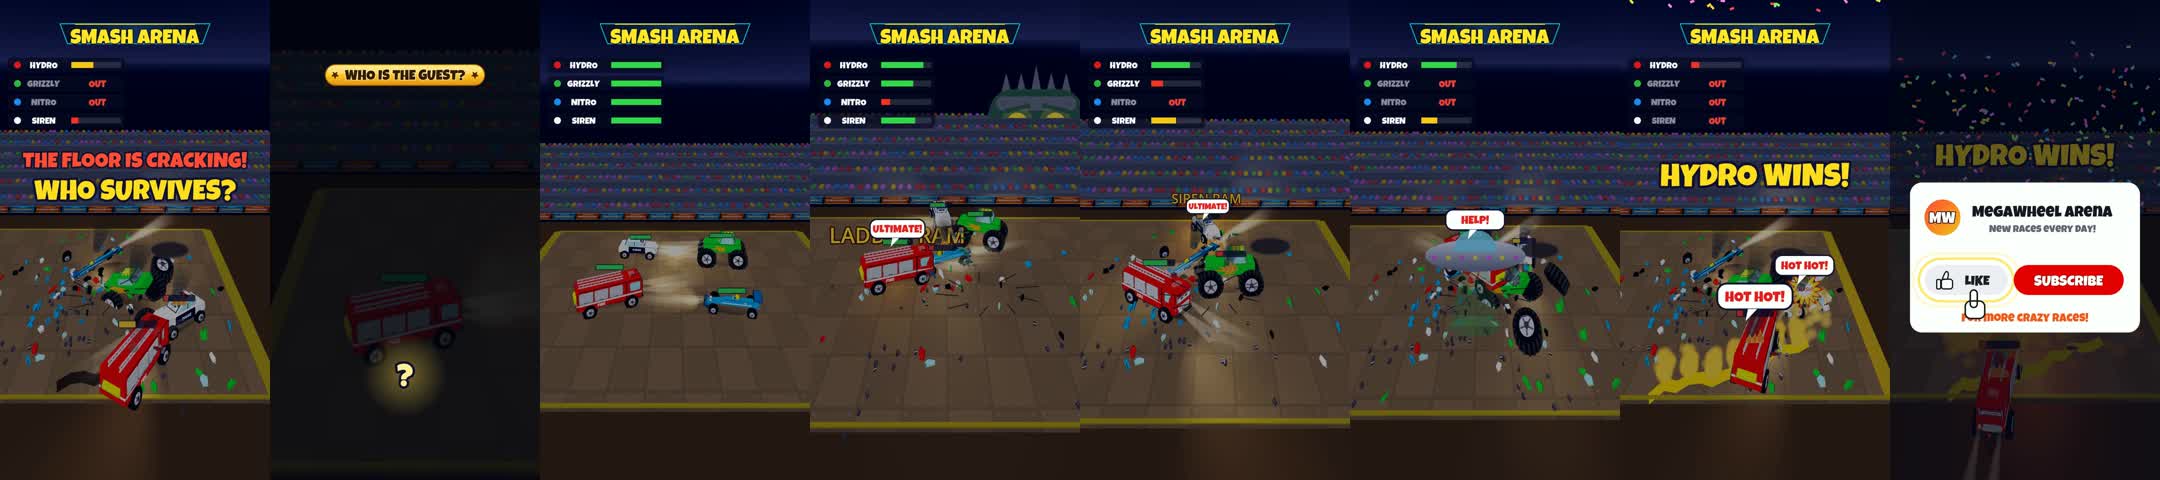 SMASH ARENA
HYDRO
GRIZZLY OUT
NITRO OUT
SIREN
THE FLOOR IS CRACKING!
WHO SURVIVES?
WHO IS THE GUEST?
?
SMASH ARENA
HYDRO
GRIZZLY
NITRO
SIREN
SMASH ARENA
HYDRO
GRIZZLY
NITRO
SIREN
ULTIMATE!
SMASH ARENA
HYDRO
GRIZZLY
NITRO OUT
SIREN
SIREN RAM
ULTIMATE!
SMASH ARENA
HYDRO
GRIZZLY OUT
NITRO OUT
SIREN
HELP!
SMASH ARENA
HYDRO
GRIZZLY OUT
NITRO OUT
SIREN OUT
HYDRO WINS!
HOT HOT!
HOT HOT!
HYDRO WINS!
MW
MEGAWHEEL ARENA
NEW RACES EVERY DAY!
LIKE
SUBSCRIBE
FOR MORE CRAZY RACES!